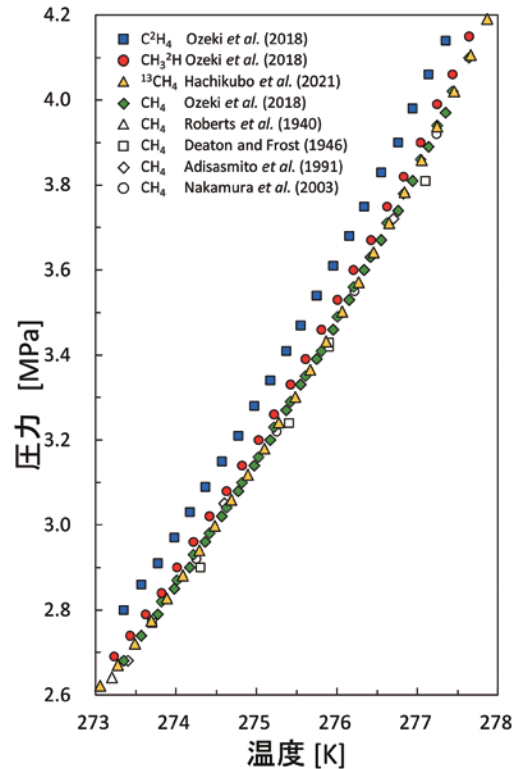 4.2
4.0
3.8
3.6
3.4
3.2
3.0
2.8
2.6
圧力 [MPa]
C²H₄ Ozeki et al. (2018)
CH₃²H Ozeki et al. (2018)
¹³CH₄ Hachikubo et al. (2021)
CH₄ Ozeki et al. (2018)
CH₄ Roberts et al. (1940)
CH₄ Deaton and Frost (1946)
CH₄ Adisasmito et al. (1991)
CH₄ Nakamura et al. (2003)
273 274 275 276 277 278
温度 [K]